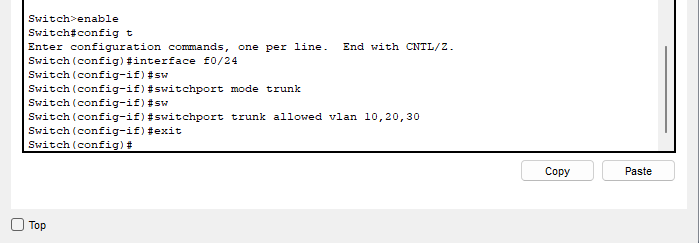 Switch>enable
Switch#config t
Enter configuration commands, one per line.  End with CNTL/Z.
Switch(config)#interface f0/24
Switch(config-if)#sw
Switch(config-if)#switchport mode trunk
Switch(config-if)#sw
Switch(config-if)#switchport trunk allowed vlan 10,20,30
Switch(config-if)#exit
Switch(config)#
Copy Paste
Top